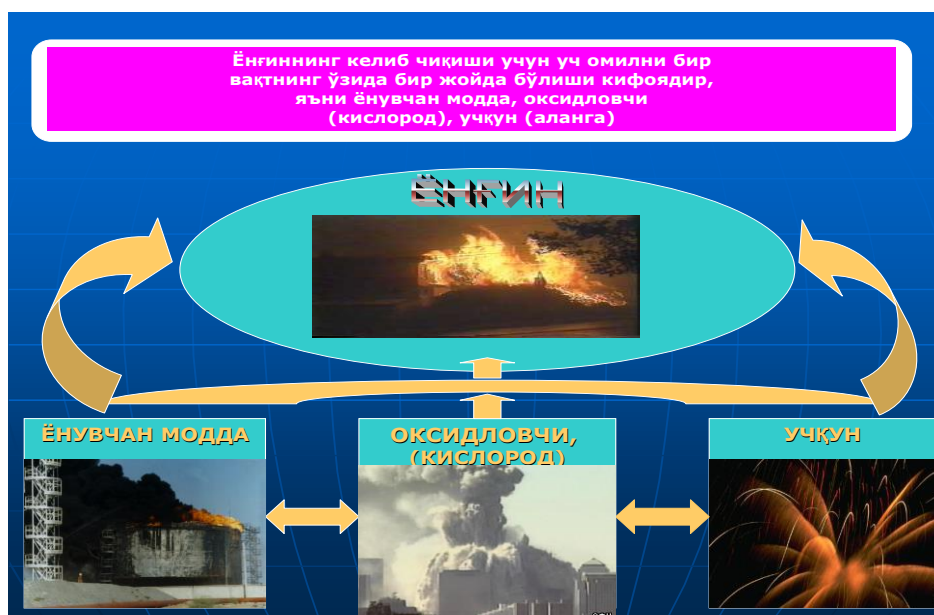 Ёнғиннинг келиб чиқиши учун уч омилни бир
вақтнинг ўзида бир жойда бўлиши кифоядир,
яъни ёнувчан модда, оксидловчи
(кислород), учқун (аланга)
ЁНҒИН
ЁНУВЧАН МОДДА
ОКСИДЛОВЧИ,
(КИСЛОРОД)
УЧҚУН